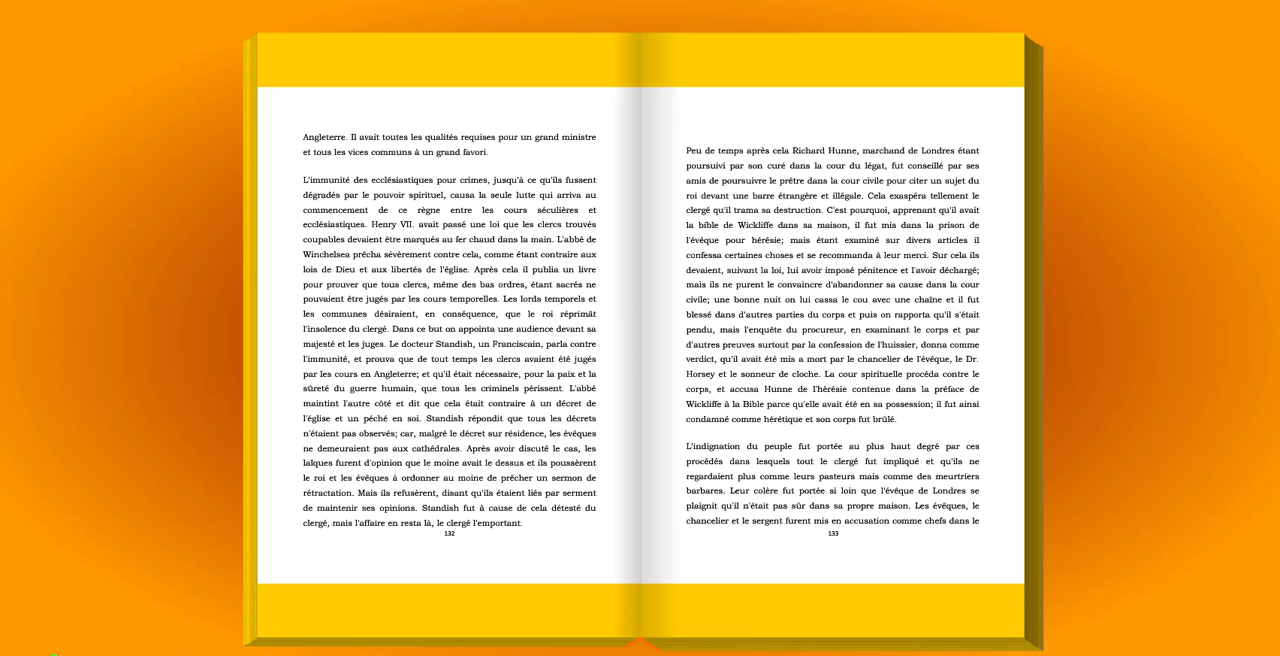 Angleterre. Il avait toutes les qualités requises pour un grand ministre
et tous les vices communs à un grand favori.
L'immunité des ecclésiastiques pour crimes, jusqu'à ce qu'ils fussent
dégradés par le pouvoir spirituel, causa la seule lutte qui arriva au
commencement de ce règne entre les cours séculières et
ecclésiastiques. Henry VII. avait passé une loi que les clercs trouvés
coupables devaient être marqués au fer chaud dans la main. L'abbé de
Winchelsea prêcha sévèrement contre cela, comme étant contraire aux
lois de Dieu et aux libertés de l'église. Après cela il publia un livre
pour prouver que tous clercs, même des bas ordres, étant sacrés ne
pouvaient être jugés par les cours temporelles. Les lords temporels et
les communes désiraient, en conséquence, que le roi réprimât
l'insolence du clergé. Dans ce but on appointa une audience devant sa
majesté et les juges. Le docteur Standish, un Franciscain, parla contre
l'immunité, et prouva que de tout temps les clercs avaient été jugés
par les cours en Angleterre; et qu'il était nécessaire, pour la paix et la
sûreté du guerre humain, que tous les criminels périssent. L'abbé
maintint l'autre côté et dit que cela était contraire à un décret de
l'église et un péché en soi. Standish répondit que tous les décrets
n'étaient pas observés; car, malgré le décret sur résidence, les évêques
ne demeuraient pas aux cathédrales. Après avoir discuté le cas, les
laïques furent d'opinion que le moine avait le dessus et ils poussèrent
le roi et les évêques à ordonner au moine de prêcher un sermon de
rétractation. Mais ils refusèrent, disant qu'ils étaient liés par serment
de maintenir ses opinions. Standish fut à cause de cela détesté du
clergé, mais l'affaire en resta là, le clergé l'emportant.
132
Peu de temps après cela Richard Hunne, marchand de Londres étant
poursuivi par son curé dans la cour du légat, fut conseillé par ses
amis de poursuivre le prêtre dans la cour civile pour citer un sujet du
roi devant une barre étrangère et illégale. Cela exaspéra tellement le
clergé qu'il trama sa destruction. C'est pourquoi, apprenant qu'il avait
la bible de Wickliffe dans sa maison, il fut mis dans la prison de
l'évêque pour hérésie; mais étant examiné sur divers articles il
confessa certaines choses et se recommanda à leur merci. Sur cela ils
devaient, suivant la loi, lui avoir imposé pénitence et l'avoir déchargé;
mais ils ne purent le convaincre d'abandonner sa cause dans la cour
civile; une bonne nuit on lui cassa le cou avec une chaîne et il fut
blessé dans d'autres parties du corps et puis on rapporta qu'il s'était
pendu, mais l'enquête du procureur, en examinant le corps et par
d'autres preuves surtout par la confession de l'huissier, donna comme
verdict, qu'il avait été mis a mort par le chancelier de l'évêque, le Dr.
Horsey et le sonneur de cloche. La cour spirituelle procéda contre le
corps, et accusa Hunne de l'hérésie contenue dans la préface de
Wickliffe à la Bible parce qu'elle avait été en sa possession; il fut ainsi
condamné comme hérétique et son corps fut brûlé.
L'indignation du peuple fut portée au plus haut degré par ces
procédés dans lesquels tout le clergé fut impliqué et qu'ils ne
regardaient plus comme leurs pasteurs mais comme des meurtriers
barbares. Leur colère fut portée si loin que l'évêque de Londres se
plaignit qu'il n'était pas sûr dans sa propre maison. Les évêques, le
chancelier et le sergent furent mis en accusation comme chefs dans le
133